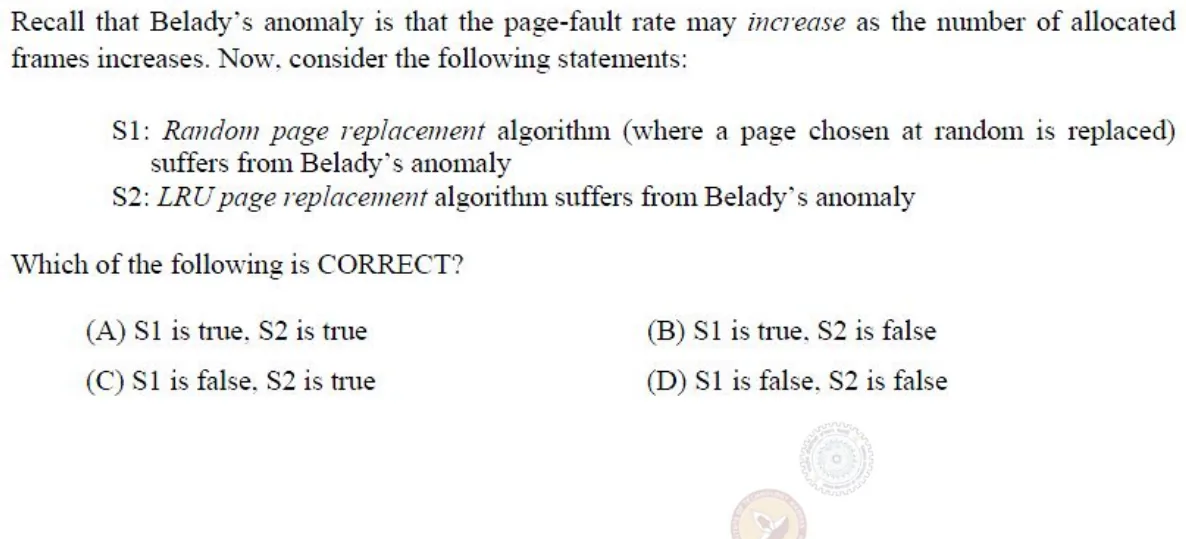 Recall that Belady's anomaly is that the page-fault rate may increase as the number of allocated
frames increases. Now, consider the following statements:
S1: Random page replacement algorithm (where a page chosen at random is replaced)
suffers from Belady's anomaly
S2: LRU page replacement algorithm suffers from Belady's anomaly
Which of the following is CORRECT?
(A) S1 is true, S2 is true
(B) S1 is true, S2 is false
(C) S1 is false, S2 is true
(D) S1 is false, S2 is false